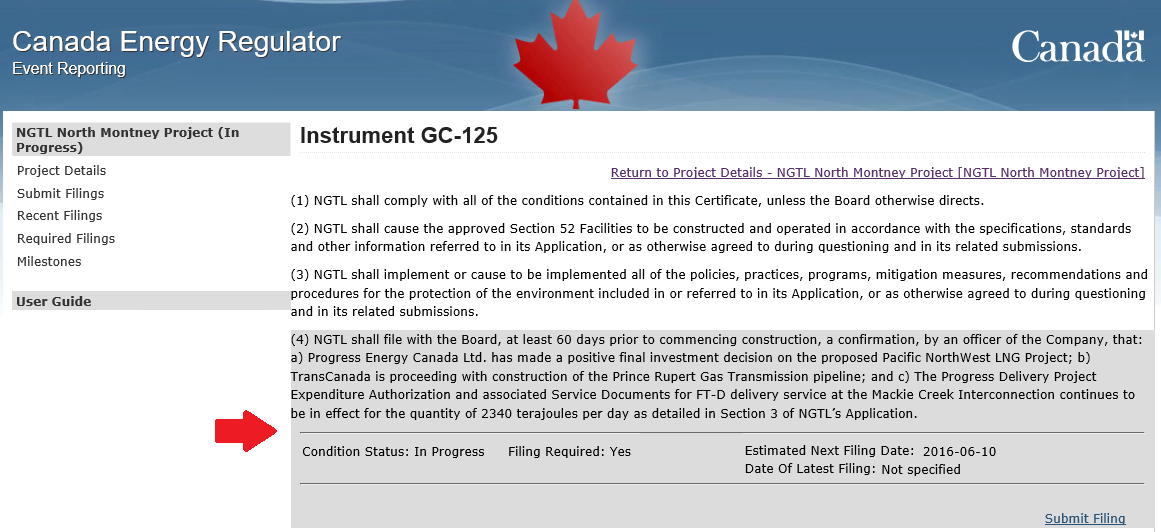 Canada Energy Regulator
Event Reporting
Canada
NGTL North Montney Project (In
Progress)
Project Details
Submit Filings
Recent Filings
Required Filings
Milestones
User Guide
Instrument GC-125
Return to Project Details - NGTL North Montney Project [NGTL North Montney Project]
(1) NGTL shall comply with all of the conditions contained in this Certificate, unless the Board otherwise directs.
(2) NGTL shall cause the approved Section 52 Facilities to be constructed and operated in accordance with the specifications, standards
and other information referred to in its Application, or as otherwise agreed to during questioning and in its related submissions.
(3) NGTL shall implement or cause to be implemented all of the policies, practices, programs, mitigation measures, recommendations and
procedures for the protection of the environment included in or referred to in its Application, or as otherwise agreed to during questioning
and in its related submissions.
(4) NGTL shall file with the Board, at least 60 days prior to commencing construction, a confirmation, by an officer of the Company, that:
a) Progress Energy Canada Ltd. has made a positive final investment decision on the proposed Pacific NorthWest LNG Project; b)
TransCanada is proceeding with construction of the Prince Rupert Gas Transmission pipeline; and c) The Progress Delivery Project
Expenditure Authorization and associated Service Documents for FT-D delivery service at the Mackie Creek Interconnection continues to
be in effect for the quantity of 2340 terajoules per day as detailed in Section 3 of NGTL’s Application.
Condition Status: In Progress Filing Required: Yes Estimated Next Filing Date: 2016-06-10
Date Of Latest Filing: Not specified
Submit Filing